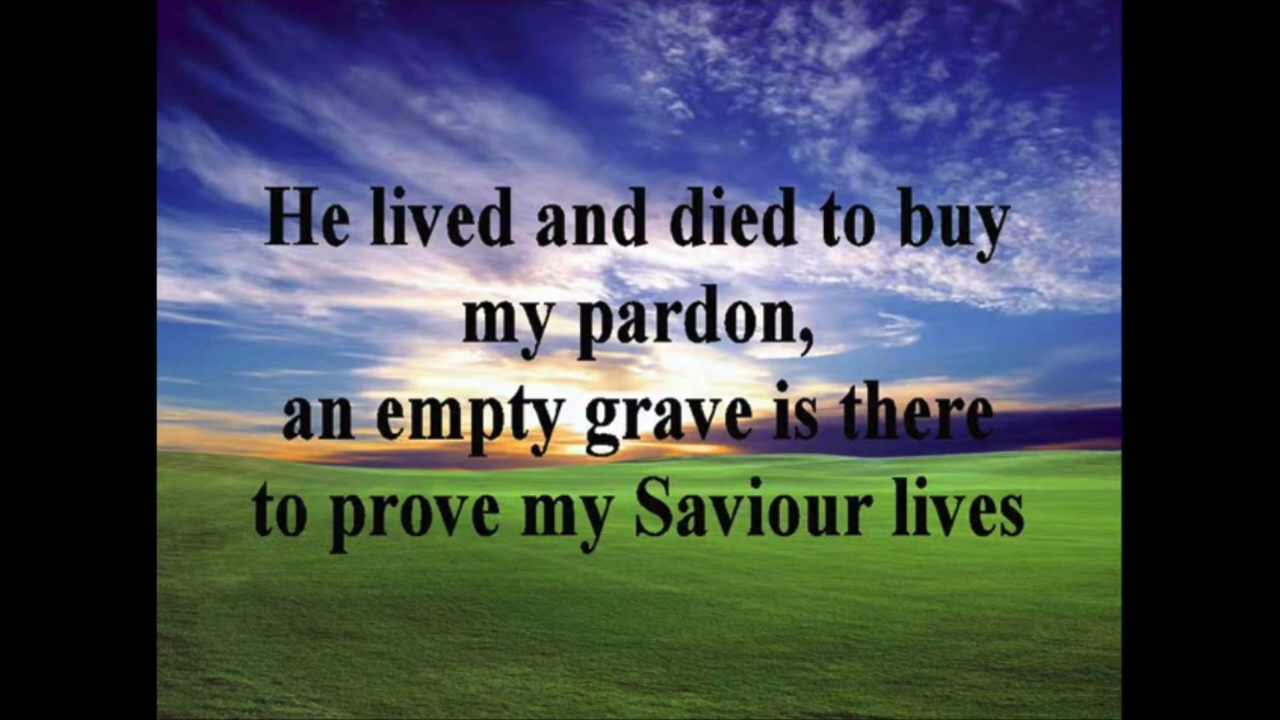 He lived and died to buy
my pardon,
an empty grave is there
to prove my Saviour lives